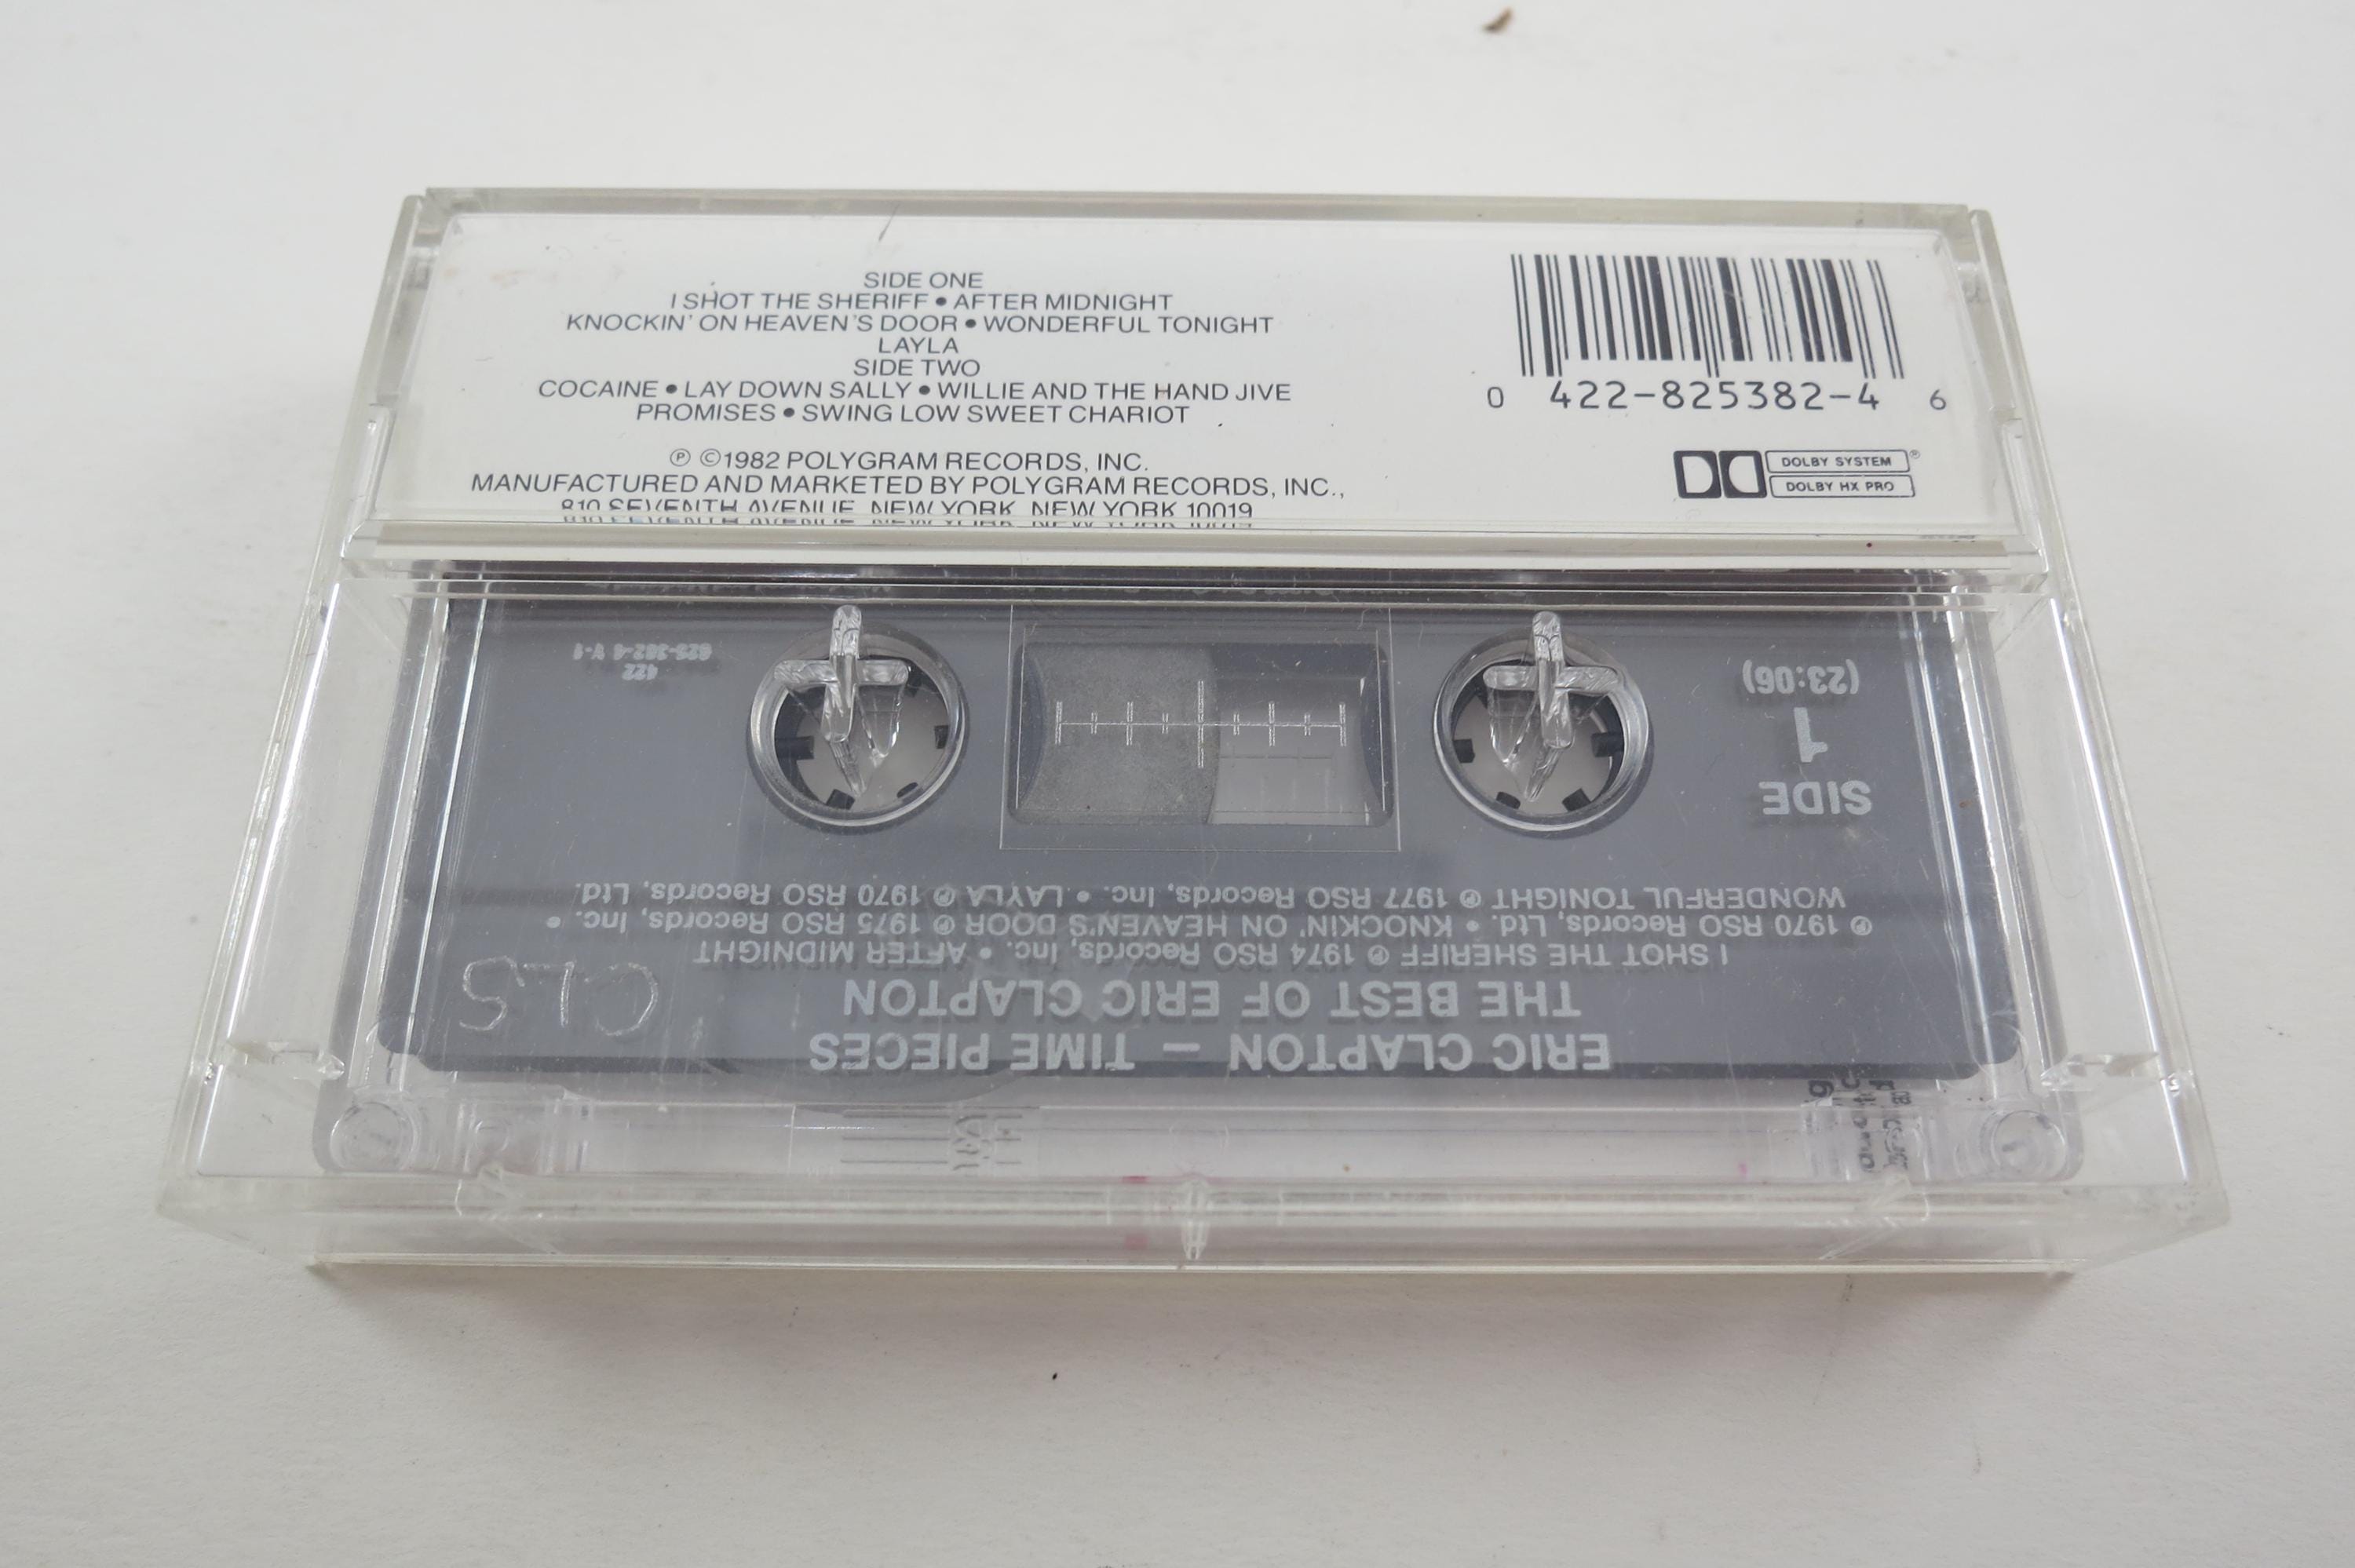 SIDE ONE
I SHOT THE SHERIFF • AFTER MIDNIGHT
KNOCKIN' ON HEAVEN'S DOOR • WONDERFUL TONIGHT
LAYLA
SIDE TWO
COCAINE • LAY DOWN SALLY • WILLIE AND THE HAND JIVE
PROMISES • SWING LOW SWEET CHARIOT
℗ ©1982 POLYGRAM RECORDS, INC.
MANUFACTURED AND MARKETED BY POLYGRAM RECORDS, INC.,
810 SEVENTH AVENUE, NEW YORK, NEW YORK 10019
0 422-825382-4 6
DOLBY SYSTEM ®
DOLBY HX PRO
ERIC CLAPTON — TIME PIECES
THE BEST OF ERIC CLAPTON
I SHOT THE SHERIFF ℗ 1974 RSO Records, Inc. • AFTER MIDNIGHT
℗ 1970 RSO Records, Ltd. • KNOCKIN' ON HEAVEN'S DOOR ℗ 1975 RSO Records, Inc. •
WONDERFUL TONIGHT ℗ 1977 RSO Records, Inc. • LAYLA ℗ 1970 RSO Records, Ltd.
CLS
SIDE
1
(23:06)
422
825-382-4 Y-1